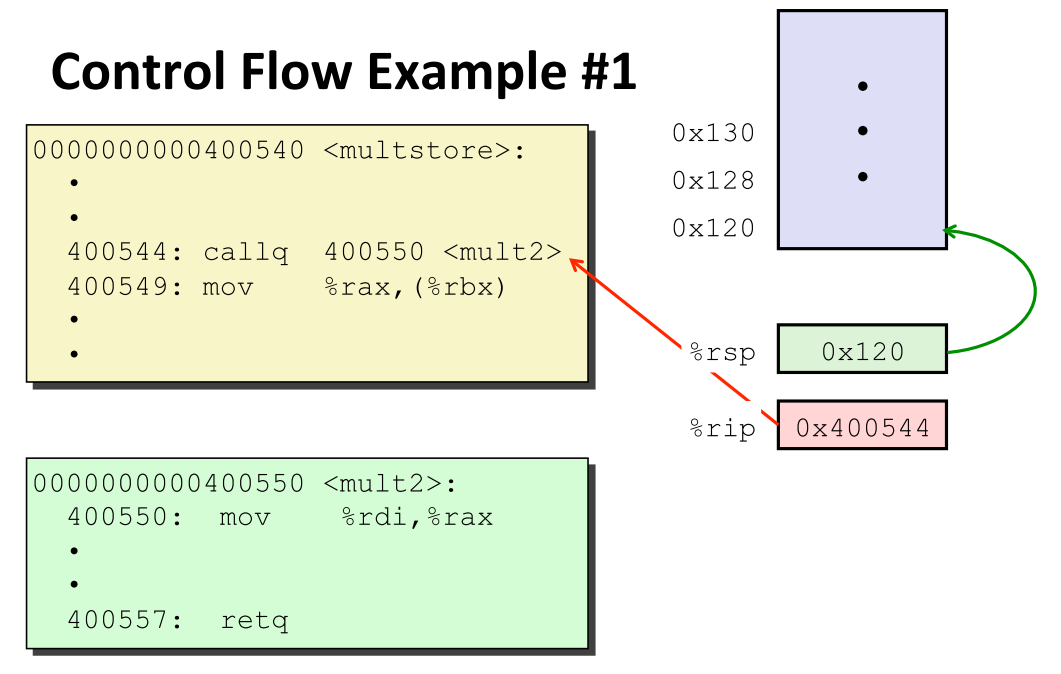 Control Flow Example #1
0000000000400540 <multstore>:
•
•
400544: callq 400550 <mult2>
400549: mov %rax,(%rbx)
•
•
0000000000400550 <mult2>:
400550: mov %rdi,%rax
•
•
400557: retq
0x130
0x128
0x120
•
•
•
%rsp 0x120
%rip 0x400544